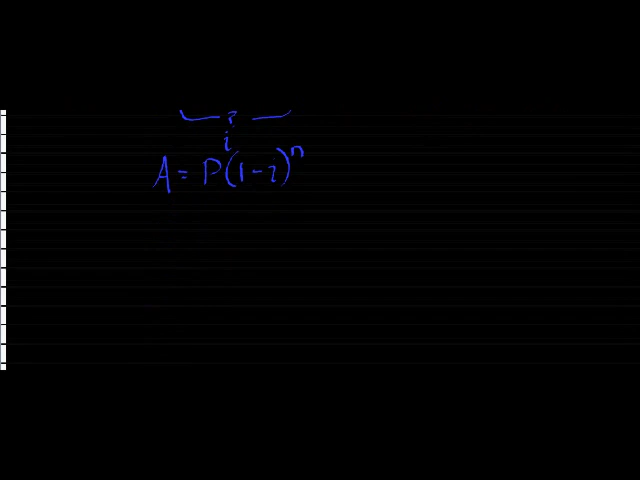 i
A = P(1-i)^n